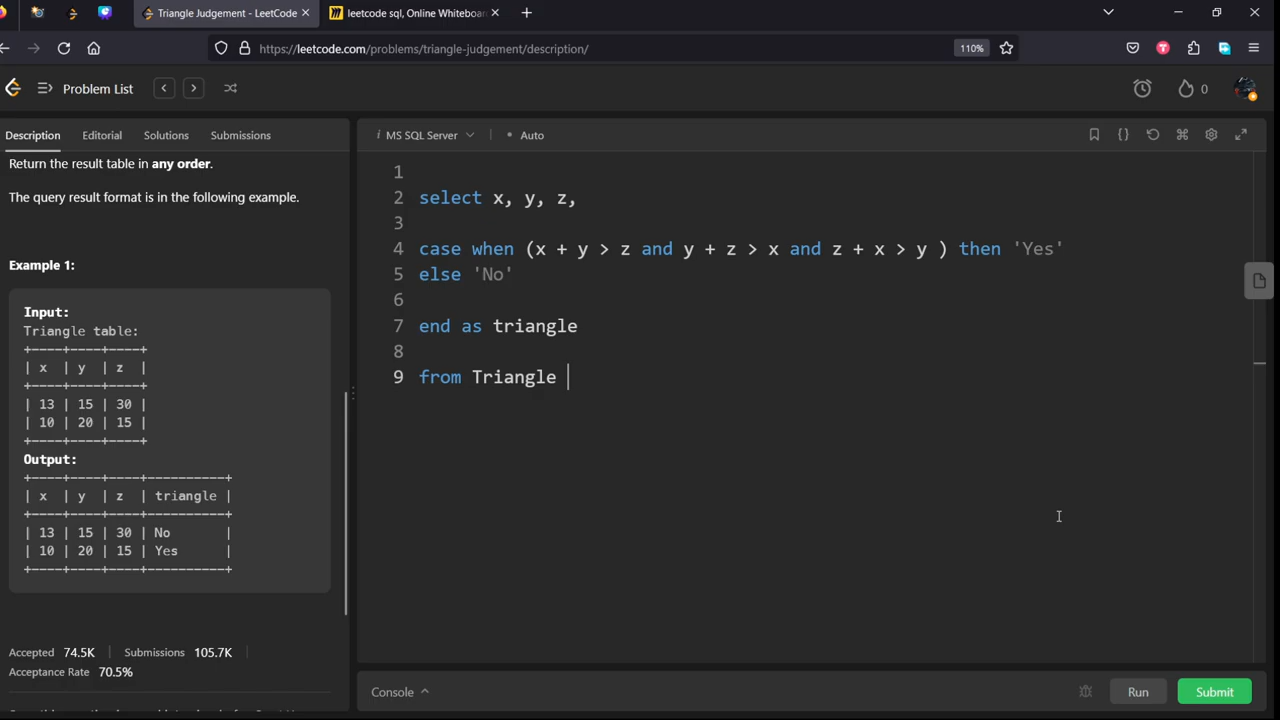 Triangle Judgement - LeetCode
leetcode sql, Online Whiteboar
https://leetcode.com/problems/triangle-judgement/description/
110%
Problem List
0
Description Editorial Solutions Submissions
i MS SQL Server
Auto
Return the result table in any order.
The query result format is in the following example.
Example 1:
Input:
Triangle table:
+----+----+----+
| x  | y  | z  |
+----+----+----+
| 13 | 15 | 30 |
| 10 | 20 | 15 |
+----+----+----+
Output:
+----+----+----+----------+
| x  | y  | z  | triangle |
+----+----+----+----------+
| 13 | 15 | 30 | No       |
| 10 | 20 | 15 | Yes      |
+----+----+----+----------+
Accepted 74.5K | Submissions 105.7K
Acceptance Rate 70.5%
1
2 select x, y, z,
3
4 case when (x + y > z and y + z > x and z + x > y ) then 'Yes'
5 else 'No'
6
7 end as triangle
8
9 from Triangle
Console
Run
Submit